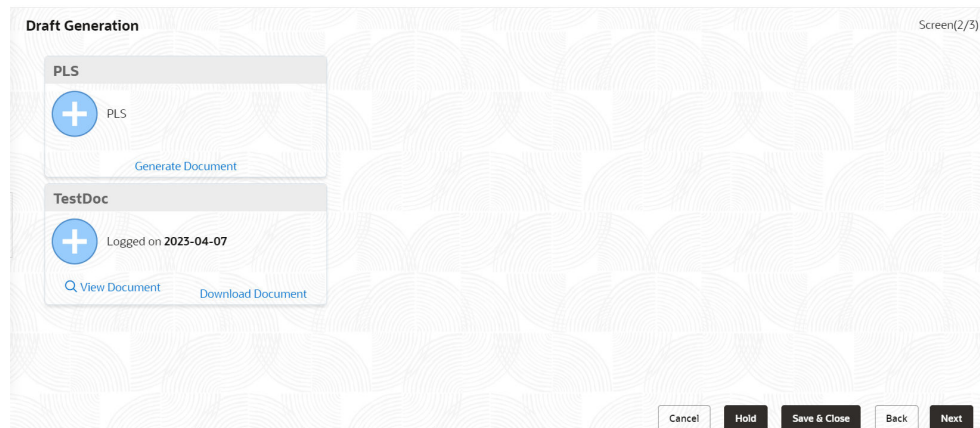 Draft Generation
Screen(2/3)
PLS
PLS
Generate Document
TestDoc
Logged on 2023-04-07
View Document
Download Document
Cancel
Hold
Save & Close
Back
Next